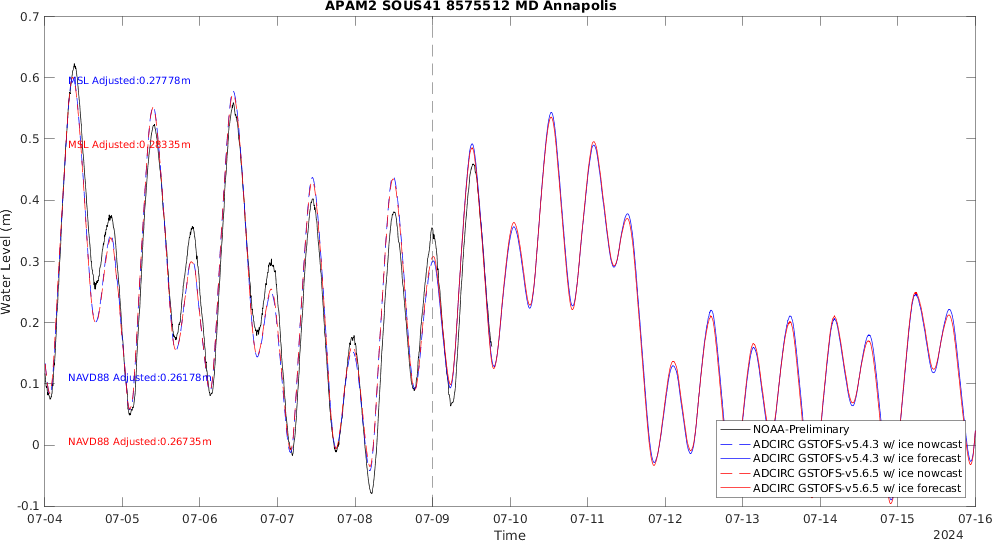 APAM2 SOUS41 8575512 MD Annapolis
0.7
0.6
0.5
0.4
0.3
0.2
0.1
0
-0.1
Water Level (m)
MSL Adjusted:0.27778m
MSL Adjusted:0.28335m
NAVD88 Adjusted:0.26178m
NAVD88 Adjusted:0.26735m
NOAA-Preliminary
ADCIRC GSTOFS-v5.4.3 w/ ice nowcast
ADCIRC GSTOFS-v5.4.3 w/ ice forecast
ADCIRC GSTOFS-v5.6.5 w/ ice nowcast
ADCIRC GSTOFS-v5.6.5 w/ ice forecast
07-04 07-05 07-06 07-07 07-08 07-09 07-10 07-11 07-12 07-13 07-14 07-15 07-16
Time
2024